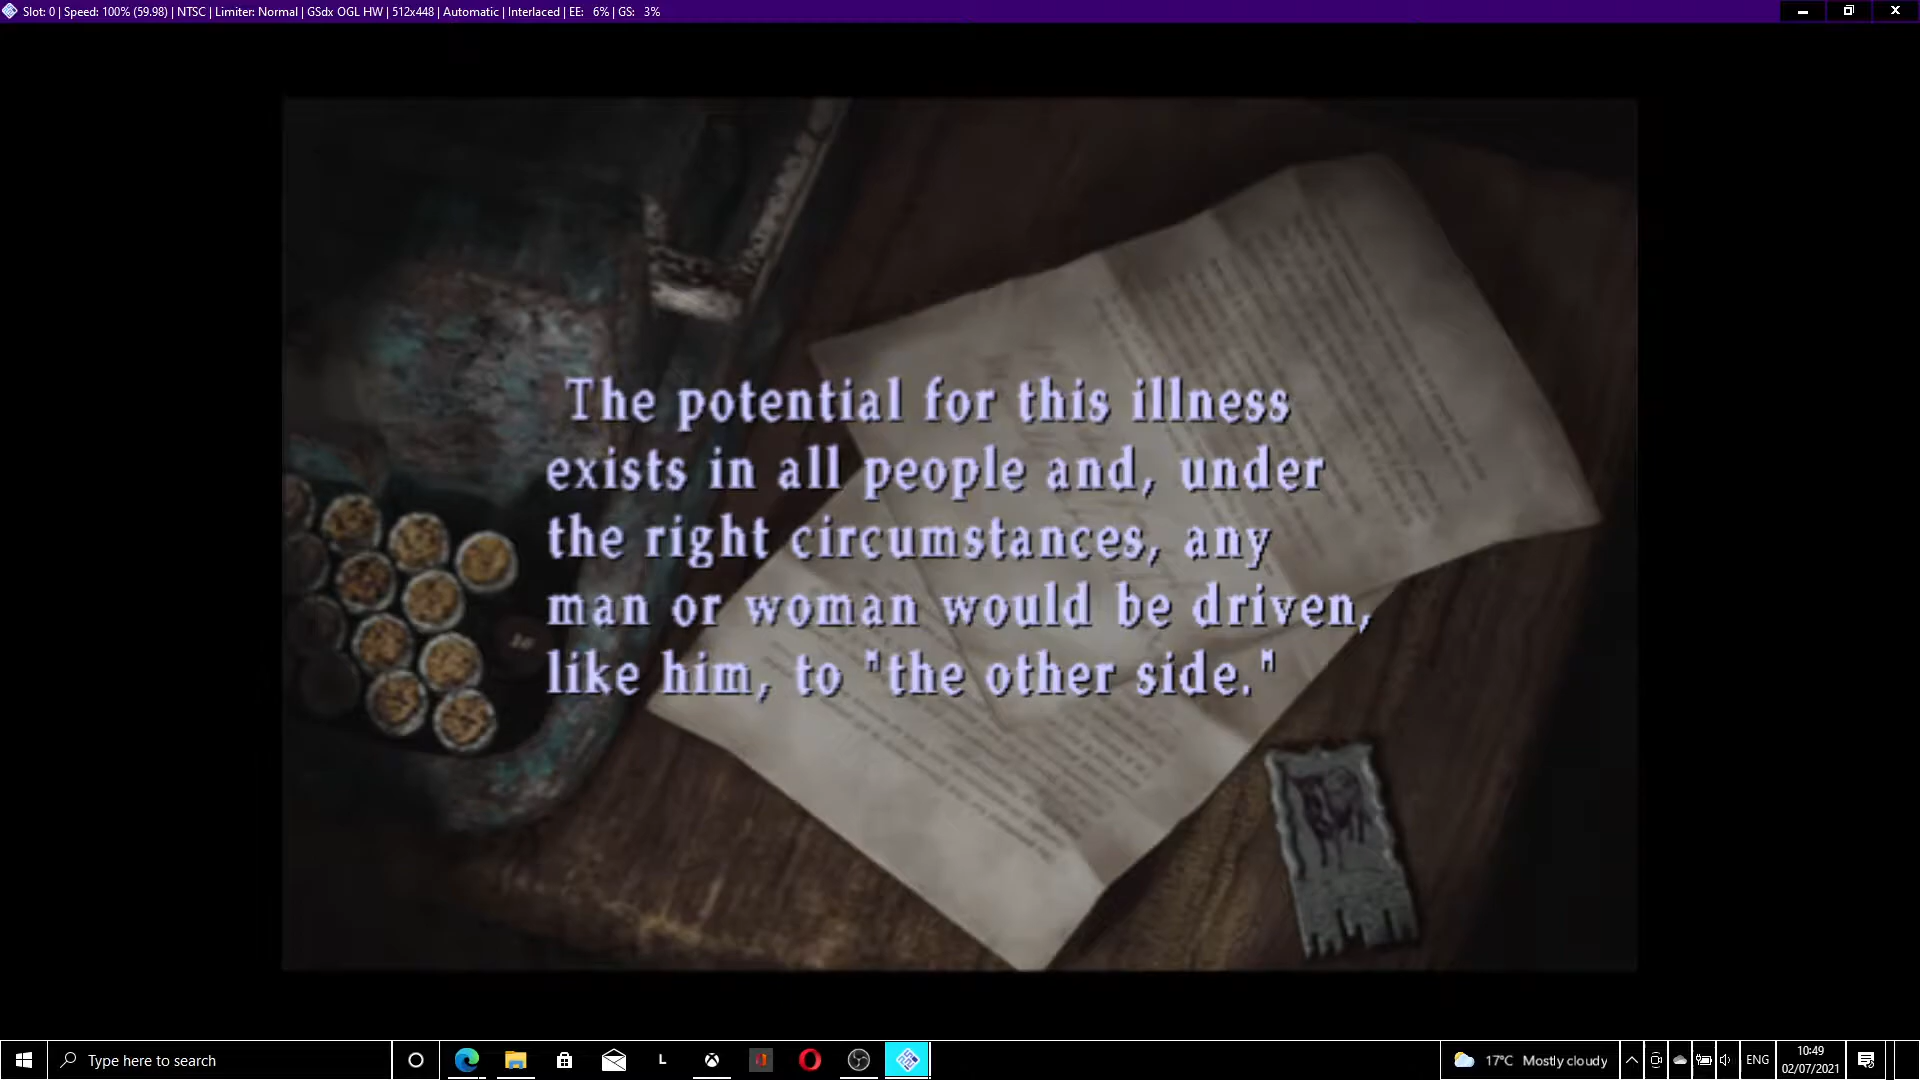 Slot: 0 | Speed: 100% (59.98) | NTSC | Limiter: Normal | GSdx OGL HW | 512x448 | Automatic | Interlaced | EE: 6% | GS: 3%
The potential for this illness
exists in all people and, under
the right circumstances, any
man or woman would be driven,
like him, to "the other side."
Type here to search
L
17°C Mostly cloudy
ENG
10:49
02/07/2021